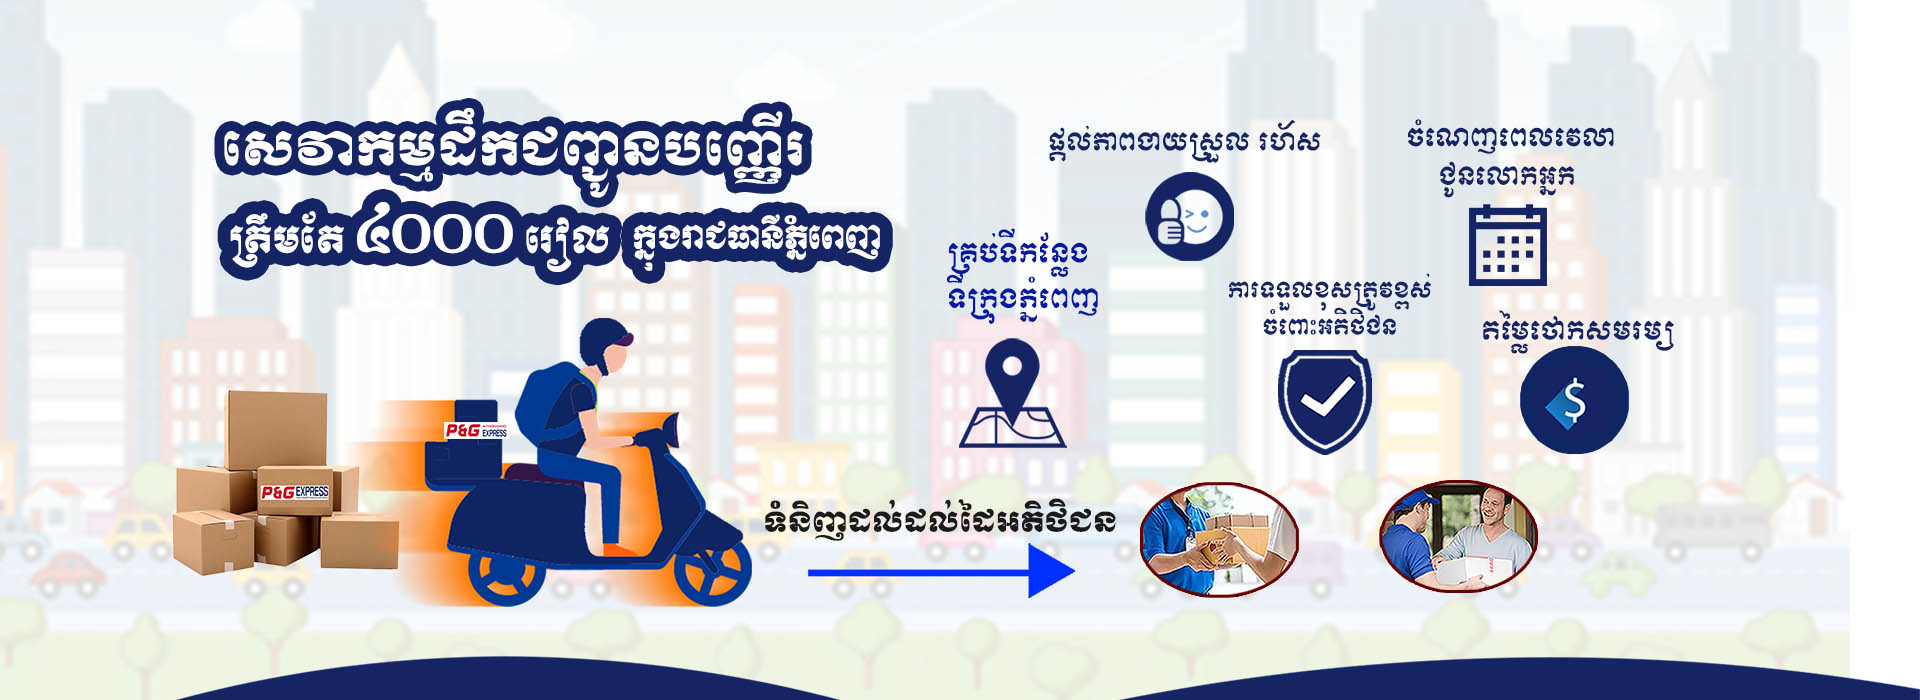 សេវាកម្មដឹកជញ្ជូនបញ្ញើរ
ត្រឹមតែ ៤០០០ រៀល ក្នុងរាជធានីភ្នំពេញ
ផ្តល់ភាពងាយស្រួល រហ័ស
ចំណេញពេលវេលា
ជូនលោកអ្នក
គ្រប់ទីកន្លែង
ទីក្រុងភ្នំពេញ
ការទទួលខុសត្រូវខ្ពស់
ចំពោះអតិថិជន
តម្លៃថោកសមរម្យ
$
P&G EXPRESS
P&G EXPRESS
ទំនិញដល់ដល់ដៃអតិថិជន